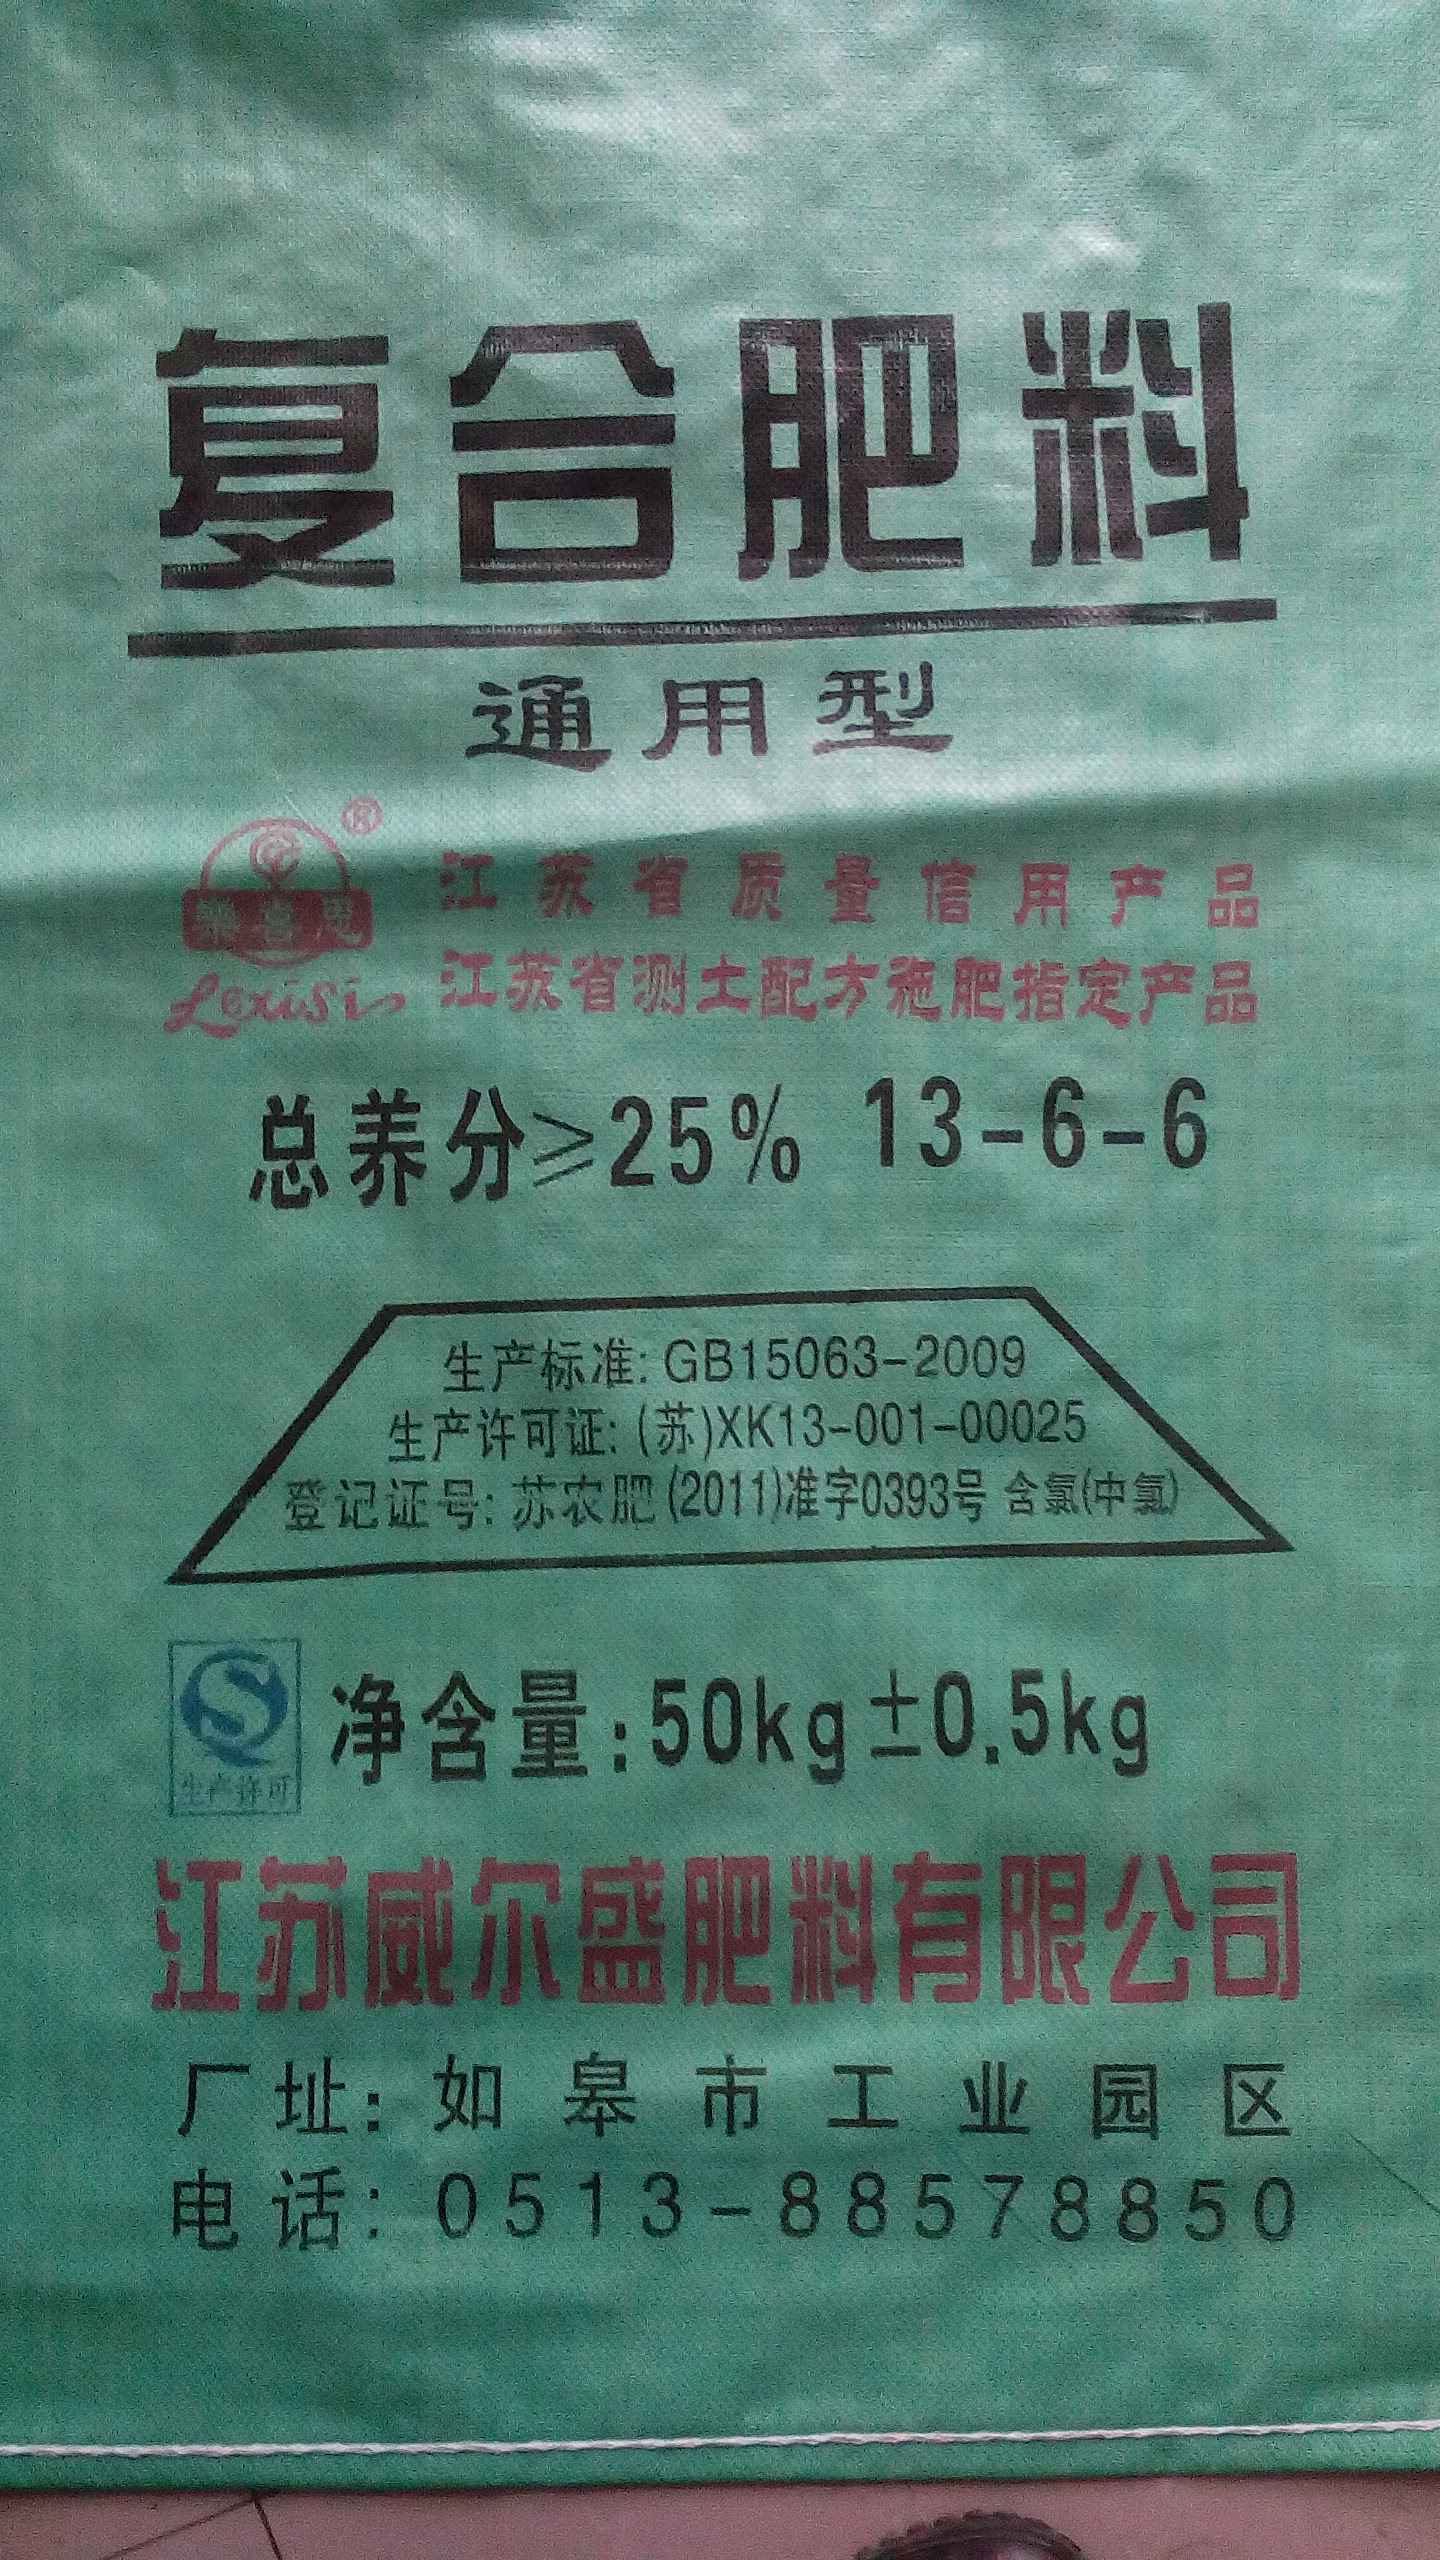 复合肥料
通用型
®
樂喜思
Lexisin
江苏省质量信用产品
江苏省测土配方施肥指定产品
总养分≥25% 13-6-6
生产标准: GB15063-2009
生产许可证: (苏)XK13-001-00025
登记证号: 苏农肥(2011)准字0393号 含氯(中氯)
生产许可
净含量:50kg±0.5kg
江苏威尔盛肥料有限公司
厂址: 如皋市工业园区
电话: 0513-88578850